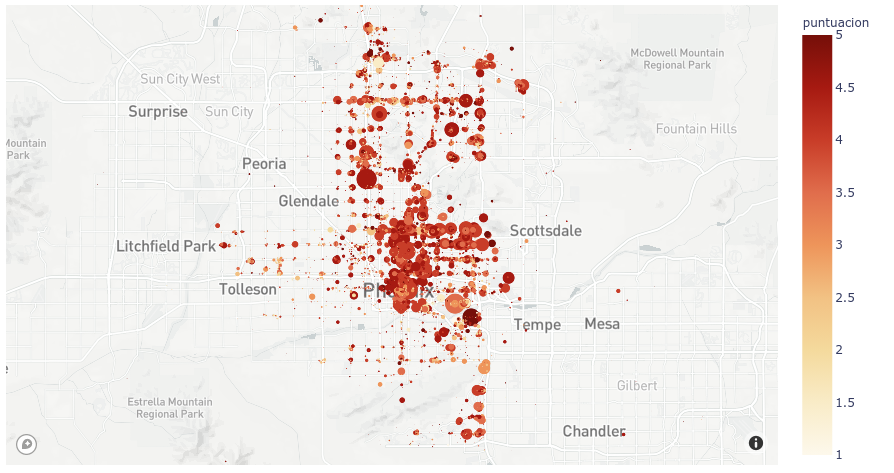 puntuacion
5
4.5
4
3.5
3
2.5
2
1.5
1
McDowell Mountain
Regional Park
Sun City West
Surprise
Sun City
Fountain Hills
Mountain
Park
Peoria
Glendale
Scottsdale
Litchfield Park
Tolleson
Tempe
Mesa
Estrella Mountain
Regional Park
Gilbert
Chandler